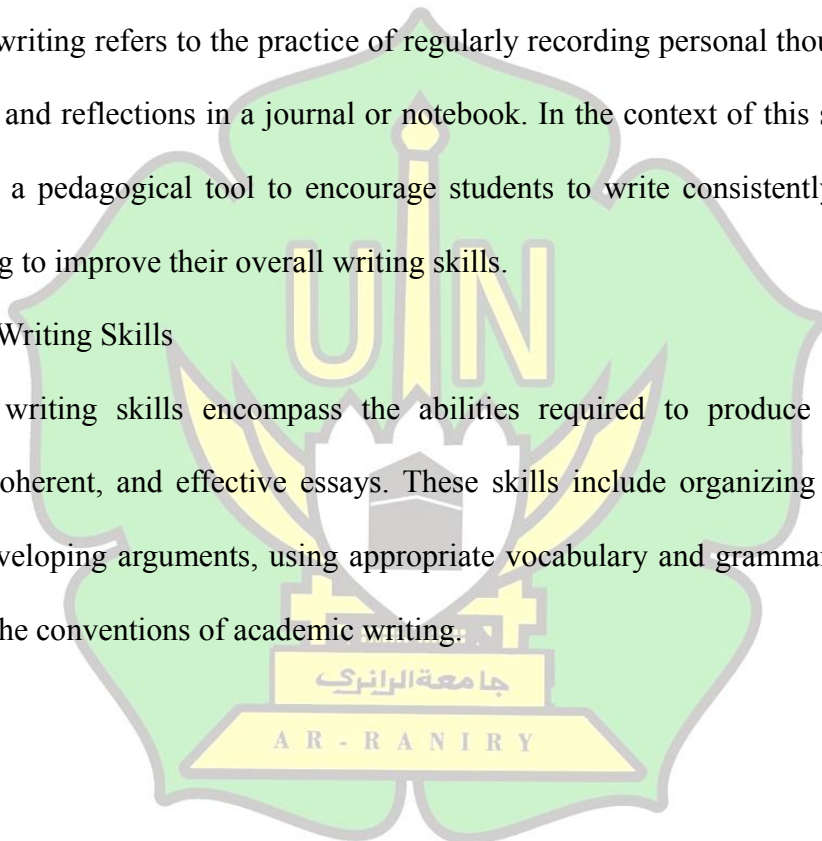 writing refers to the practice of regularly recording personal thou
and reflections in a journal or notebook. In the context of this s
a pedagogical tool to encourage students to write consistently
g to improve their overall writing skills.
Writing Skills
writing skills encompass the abilities required to produce
oherent, and effective essays. These skills include organizing
veloping arguments, using appropriate vocabulary and gramma
he conventions of academic writing.
UIN
جامعةالرانري
AR-RANIRY